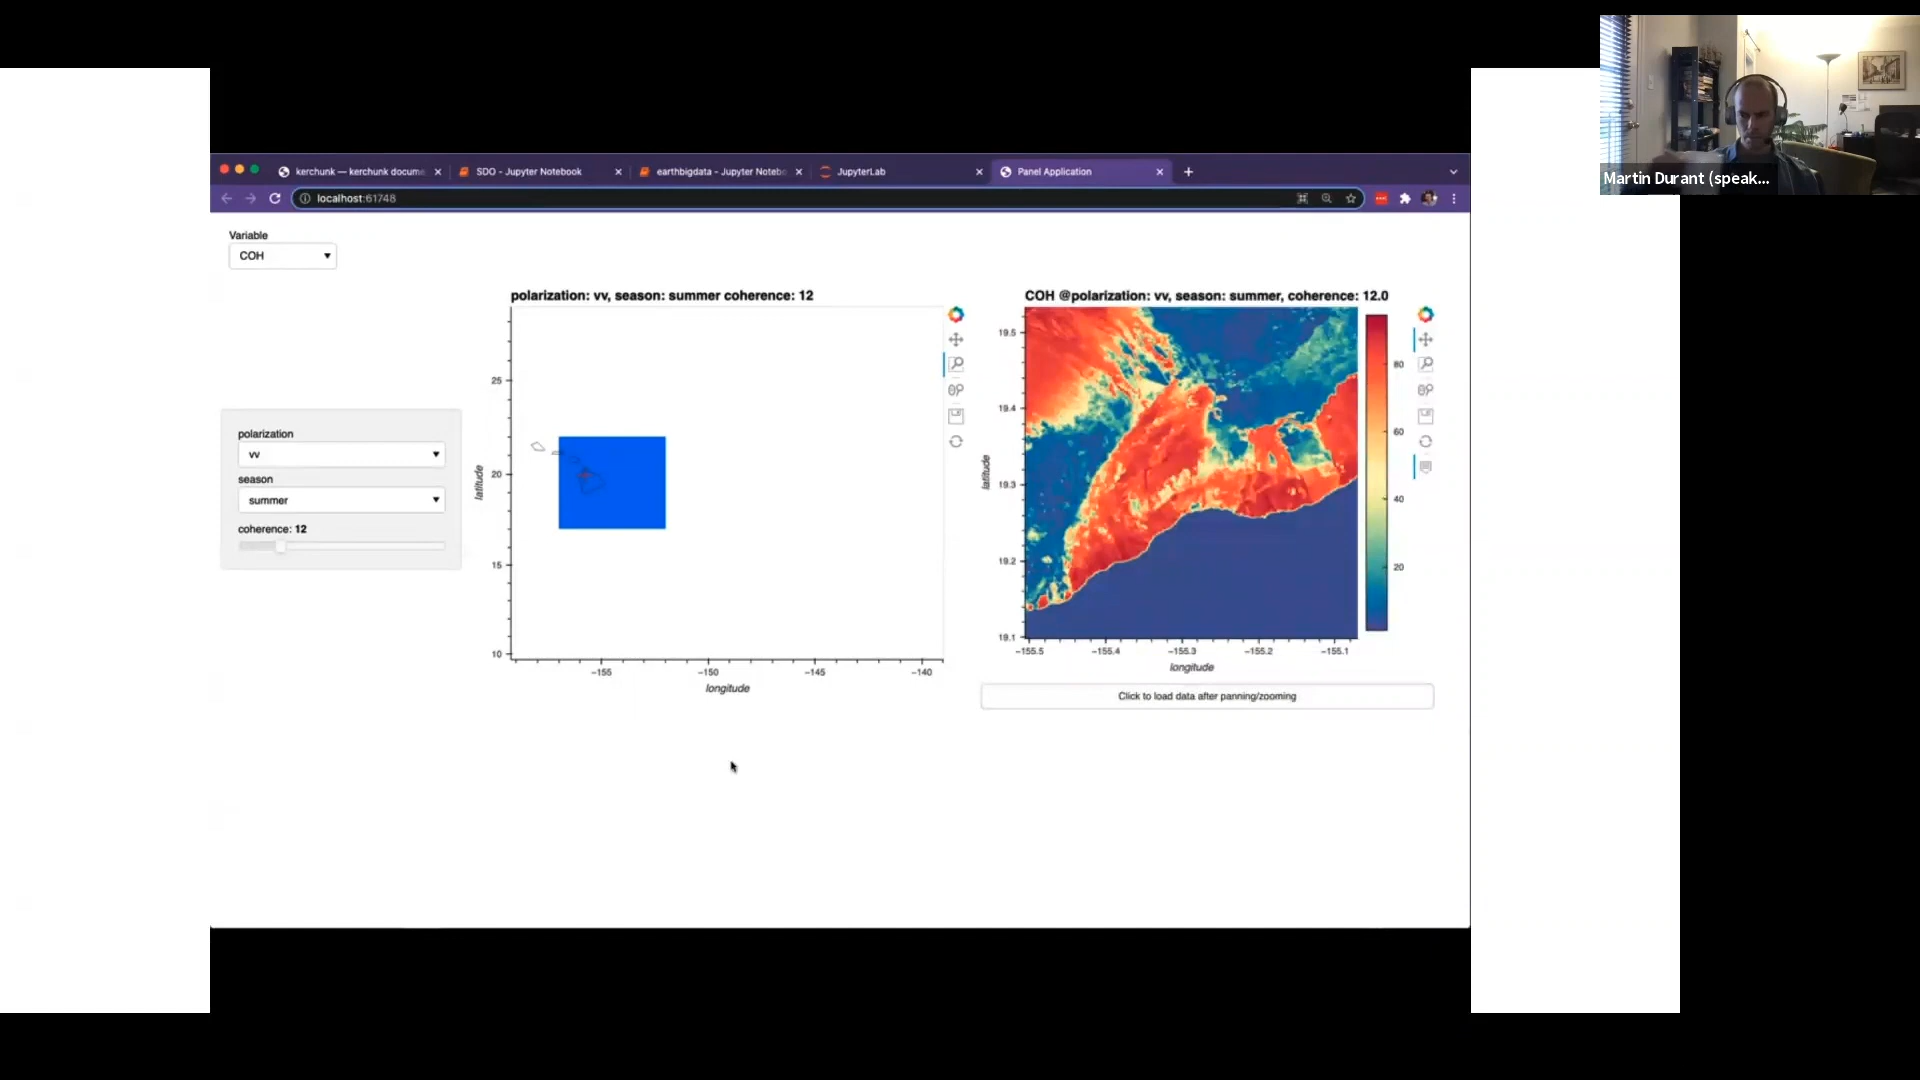 Martin Durant (speak...
kerchunk — kerchunk docume
SDO - Jupyter Notebook
earthbigdata - Jupyter Notebo
JupyterLab
Panel Application
localhost:61748
Variable
COH
polarization
vv
season
summer
coherence: 12
polarization: vv, season: summer coherence: 12
latitude
25
20
15
10
−155
−150
−145
−140
longitude
COH @polarization: vv, season: summer, coherence: 12.0
latitude
19.5
19.4
19.3
19.2
19.1
−155.5
−155.4
−155.3
−155.2
−155.1
longitude
80
60
40
20
Click to load data after panning/zooming